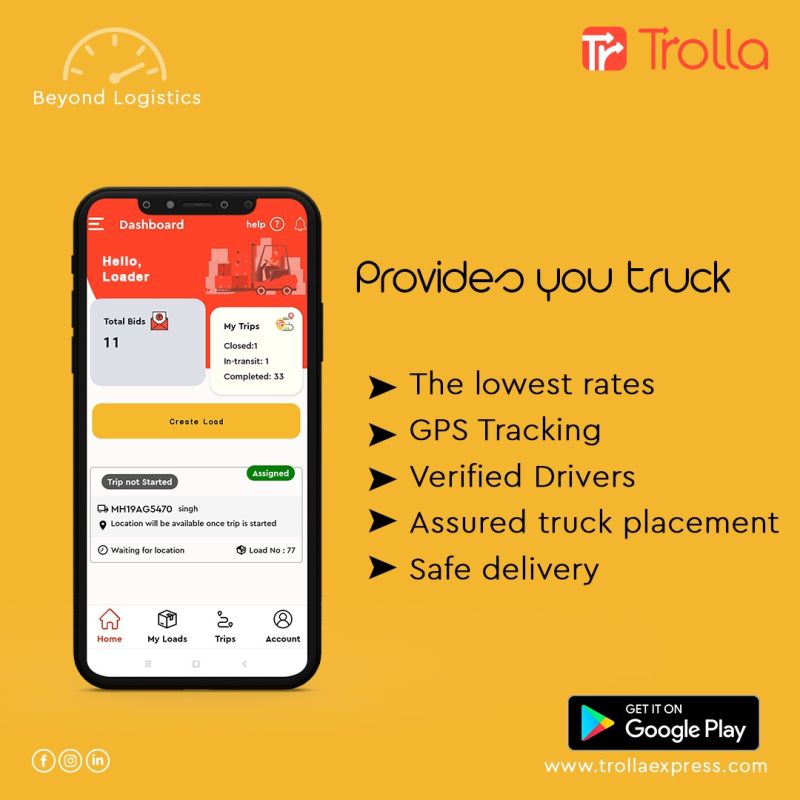 Beyond Logistics
Tr Trolla
Dashboard
help ?
Hello,
Loader
Total Bids
11
My Trips
Closed:1
In-transit: 1
Completed: 33
Create Load
Trip not Started
Assigned
MH19AG5470 singh
Location will be available once trip is started
Waiting for location
Load No : 77
Home
My Loads
Trips
Account
Provides you truck
The lowest rates
GPS Tracking
Verified Drivers
Assured truck placement
Safe delivery
GET IT ON
Google Play
www.trollaexpress.com
f
in